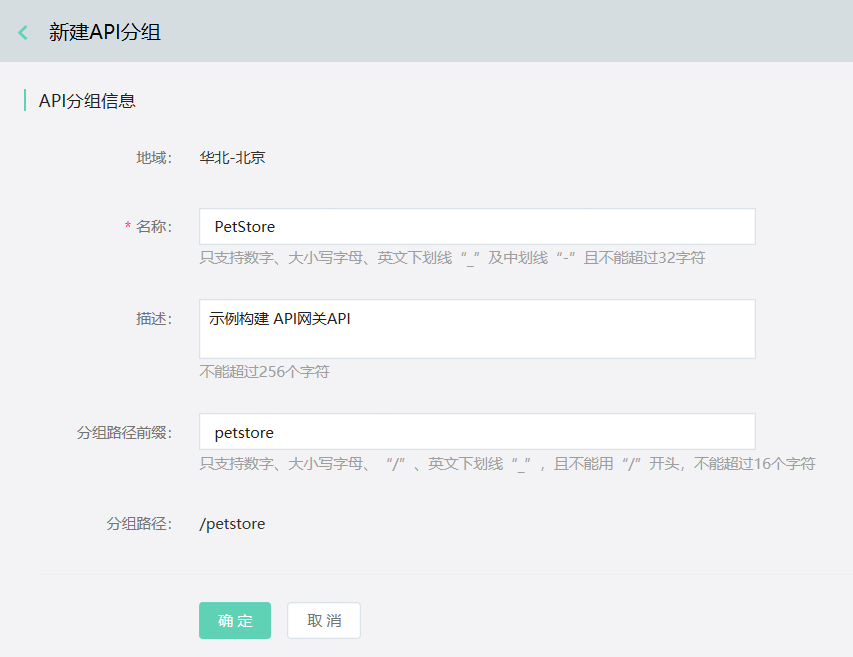 新建API分组
API分组信息
地域： 华北-北京
* 名称： PetStore
只支持数字、大小写字母、英文下划线“_”及中划线“-”且不能超过32字符
描述： 示例构建 API网关API
不能超过256个字符
分组路径前缀： petstore
只支持数字、大小写字母、“/”、英文下划线“_”，且不能用“/”开头，不能超过16个字符
分组路径： /petstore
确 定 取 消